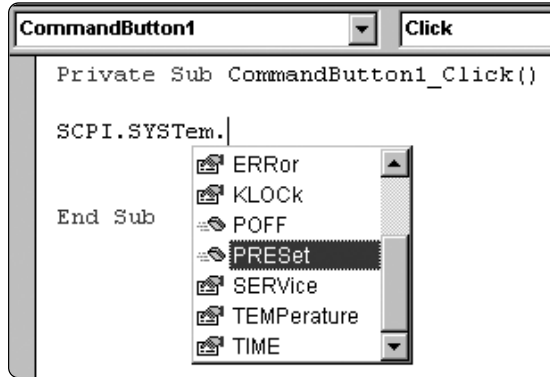 CommandButton1 Click
Private Sub CommandButton1_Click()
SCPI.SYSTem.
ERRor
KLOCk
End Sub POFF
PRESet
SERVice
TEMPerature
TIME